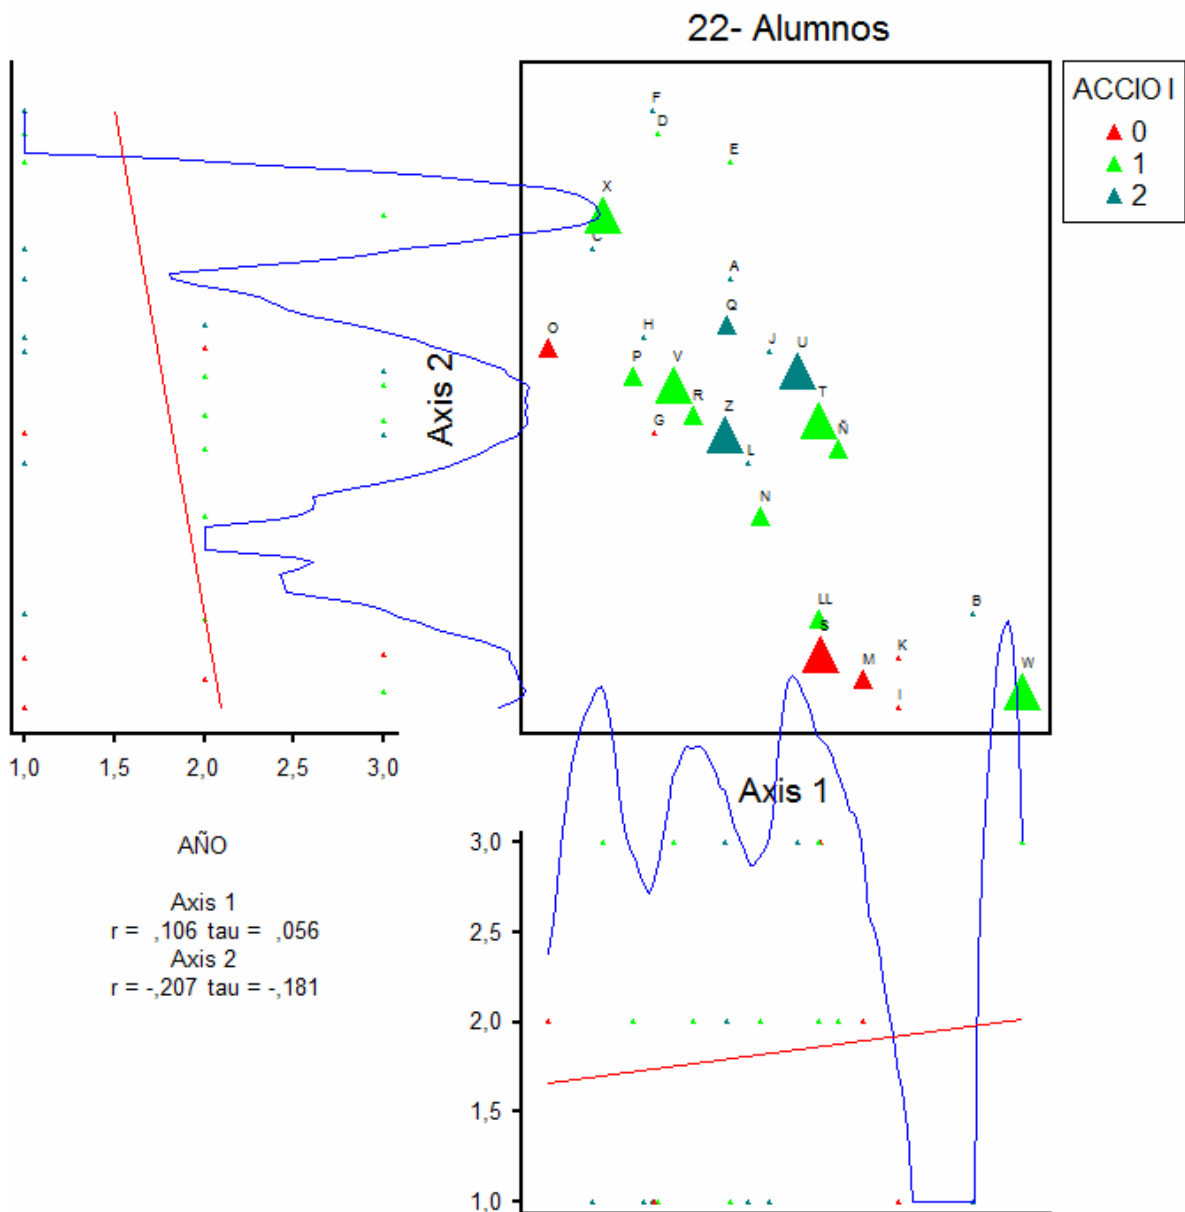 22- Alumnos
ACCIO I
0
1
2
F
D
E
X
C
A
Q
O
H
J
U
P
V
T
R
Z
G
Ñ
L
N
LL
B
S
K
M
W
I
Axis 2
1,0 1,5 2,0 2,5 3,0
Axis 1
AÑO
Axis 1
r = ,106 tau = ,056
Axis 2
r = -,207 tau = -,181
3,0
2,5
2,0
1,5
1,0